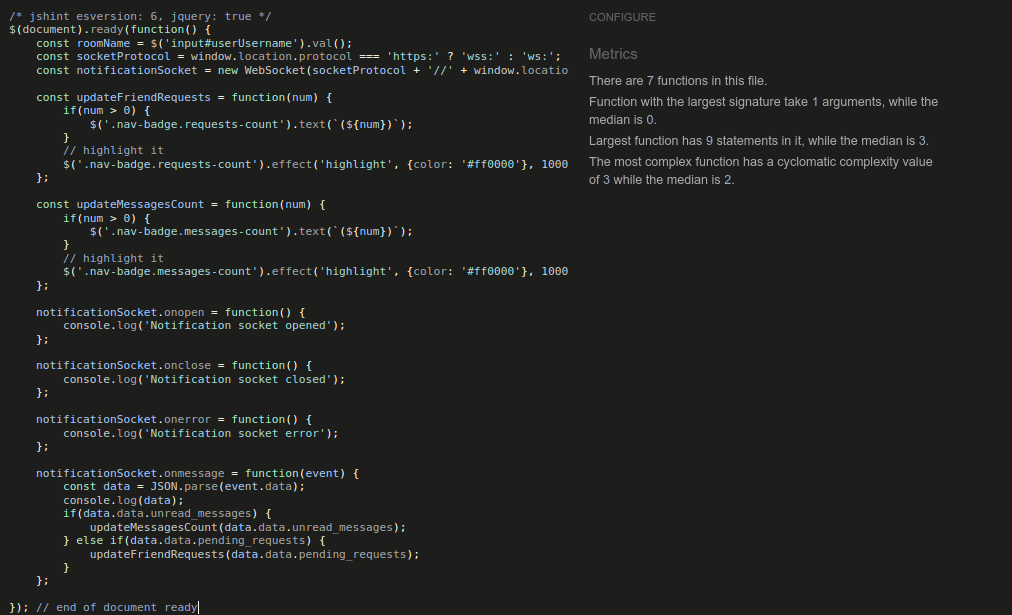 /* jshint esversion: 6, jquery: true */
$(document).ready(function() {
    const roomName = $('input#userUsername').val();
    const socketProtocol = window.location.protocol === 'https:' ? 'wss:' : 'ws:';
    const notificationSocket = new WebSocket(socketProtocol + '//' + window.locatio

    const updateFriendRequests = function(num) {
        if(num > 0) {
            $('.nav-badge.requests-count').text(`(${num})`);
        }
        // highlight it
        $('.nav-badge.requests-count').effect('highlight', {color: '#ff0000'}, 1000
    };

    const updateMessagesCount = function(num) {
        if(num > 0) {
            $('.nav-badge.messages-count').text(`(${num})`);
        }
        // highlight it
        $('.nav-badge.messages-count').effect('highlight', {color: '#ff0000'}, 1000
    };

    notificationSocket.onopen = function() {
        console.log('Notification socket opened');
    };

    notificationSocket.onclose = function() {
        console.log('Notification socket closed');
    };

    notificationSocket.onerror = function() {
        console.log('Notification socket error');
    };

    notificationSocket.onmessage = function(event) {
        const data = JSON.parse(event.data);
        console.log(data);
        if(data.data.unread_messages) {
            updateMessagesCount(data.data.unread_messages);
        } else if(data.data.pending_requests) {
            updateFriendRequests(data.data.pending_requests);
        }
    };

}); // end of document ready
CONFIGURE
Metrics
There are 7 functions in this file.
Function with the largest signature take 1 arguments, while the
median is 0.
Largest function has 9 statements in it, while the median is 3.
The most complex function has a cyclomatic complexity value
of 3 while the median is 2.